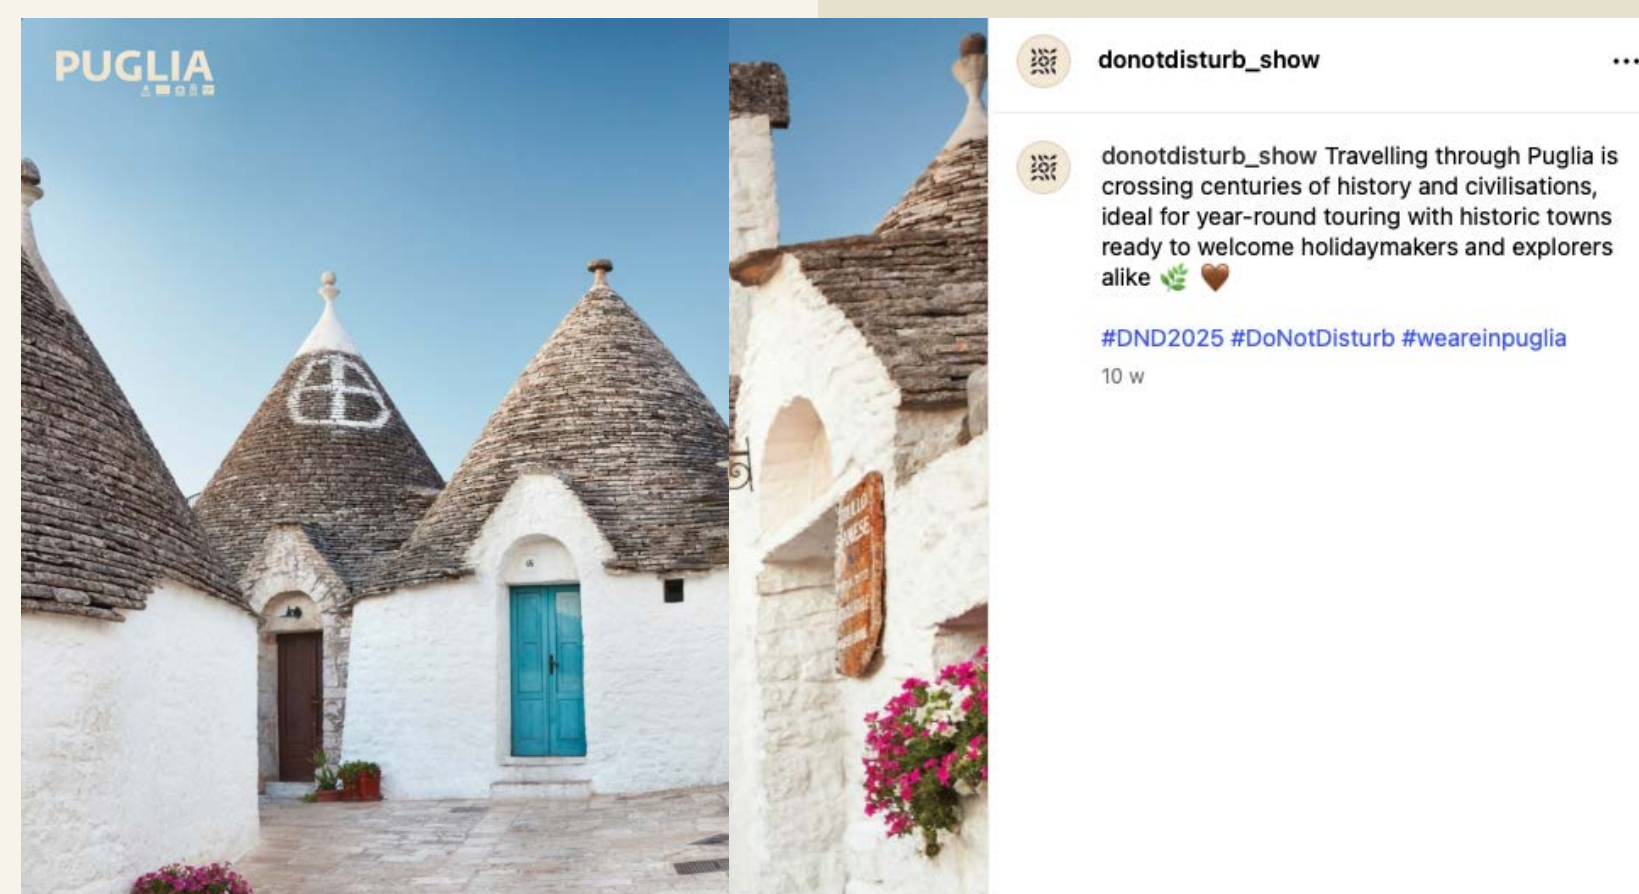 PUGLIA
donotdisturb_show
donotdisturb_show Travelling through Puglia is
crossing centuries of history and civilisations,
ideal for year-round touring with historic towns
ready to welcome holidaymakers and explorers
alike 🌿 🤎
#DND2025 #DoNotDisturb #weareinpuglia
10 w